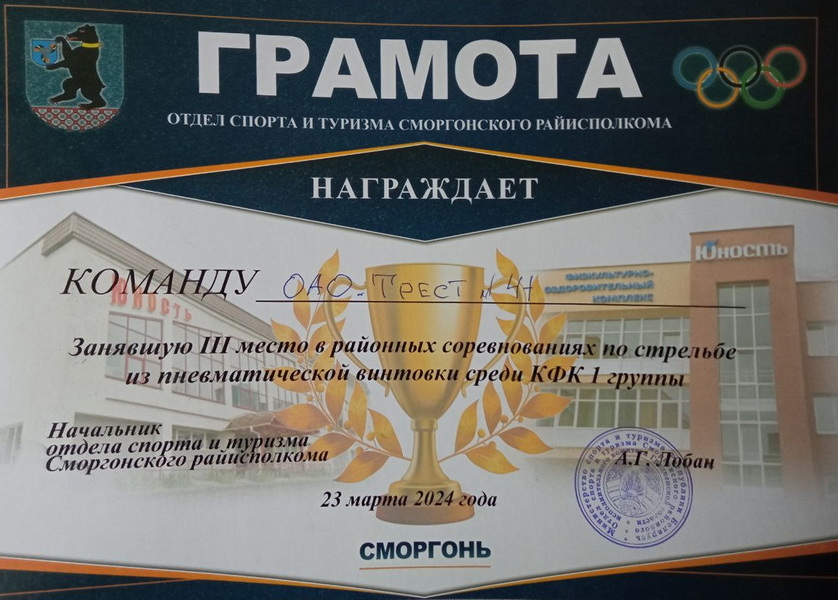 ГРАМОТА
ОТДЕЛ СПОРТА И ТУРИЗМА СМОРГОНСКОГО РАЙИСПОЛКОМА
НАГРАЖДАЕТ
ЮНОСТЬ
ФИЗКУЛЬТУРНО-
ОЗДОРОВИТЕЛЬНЫЙ
КОМПЛЕКС
ЮНОСТЬ
КОМАНДУ ОАО "Трест №
Занявшую III место в районных соревнованиях по стрельбе
из пневматической винтовки среди КФК 1 группы
Начальник
отдела спорта и туризма
Сморгонского райисполкома
А.Г. Лобан
23 марта 2024 года
СМОРГОНЬ